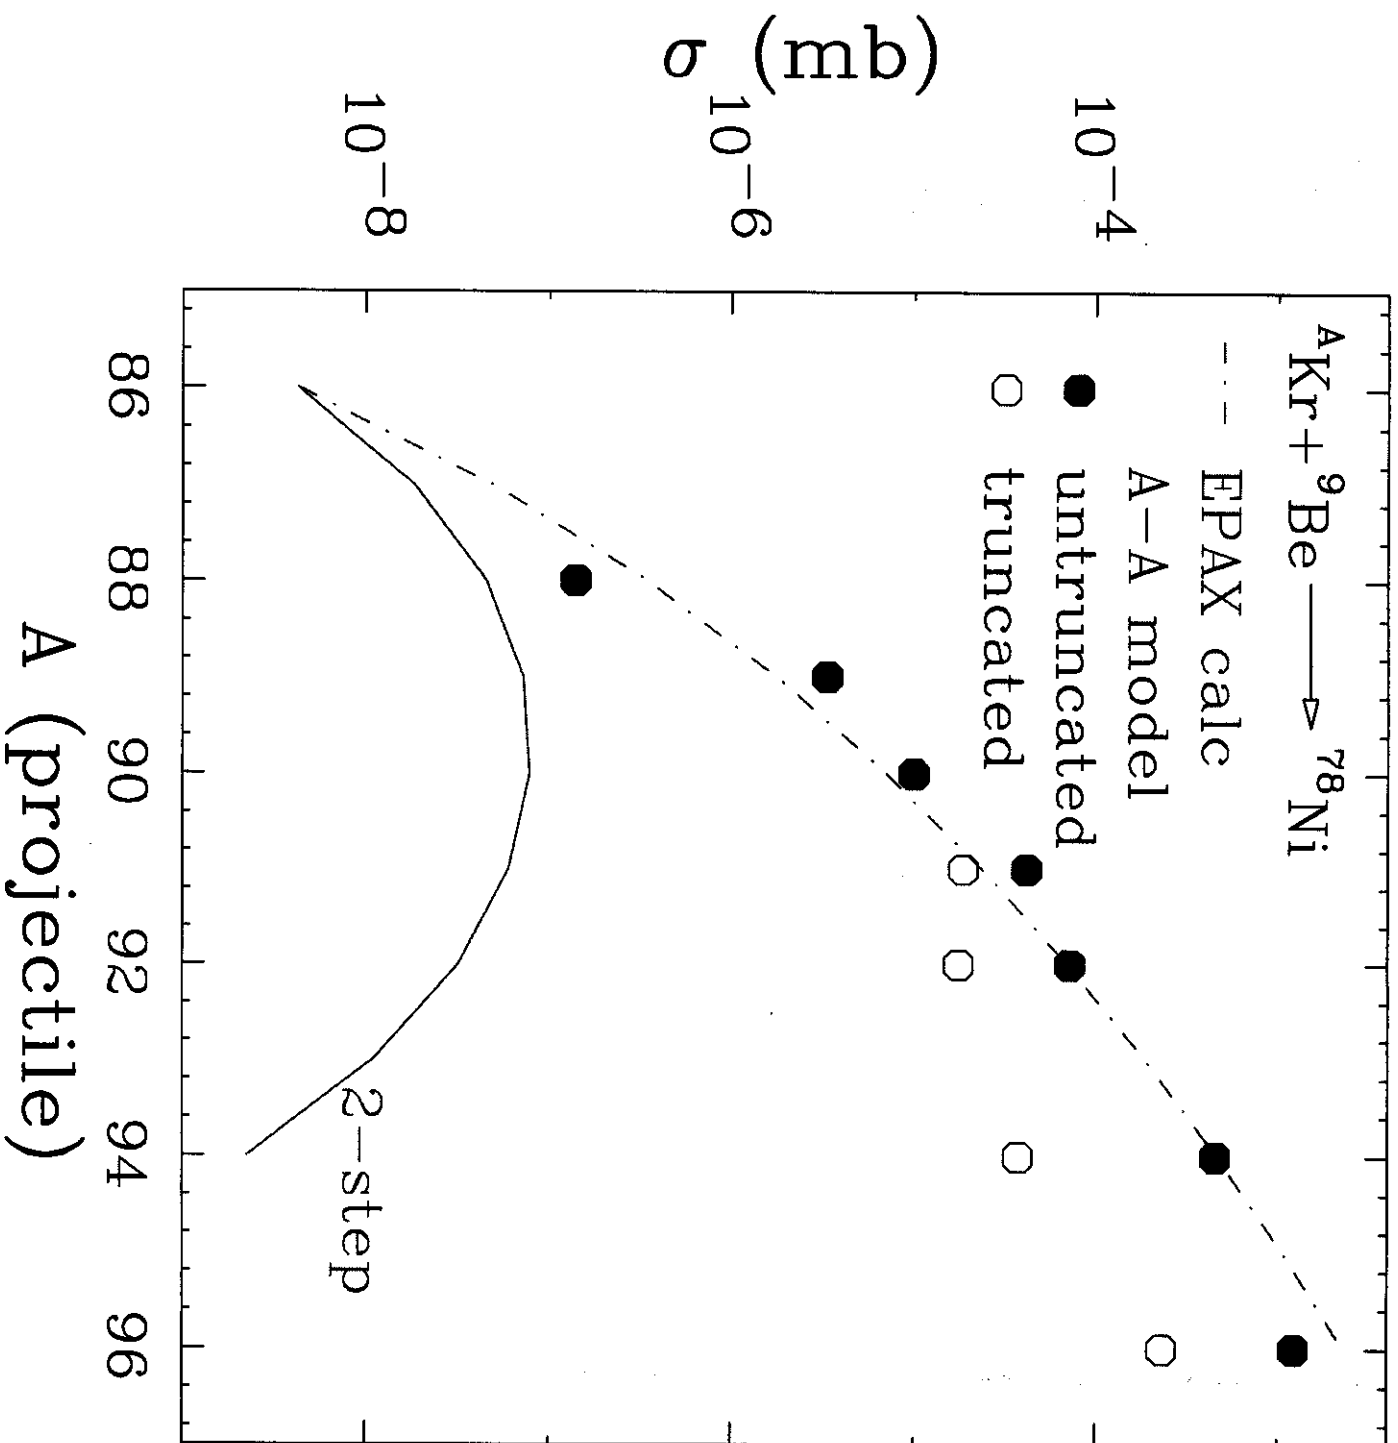 σ (mb)
10⁻⁴
10⁻⁶
10⁻⁸
ᴬKr+⁹Be → ⁷⁸Ni
EPAX calc
A-A model
untruncated
truncated
2-step
86 88 90 92 94 96
A (projectile)